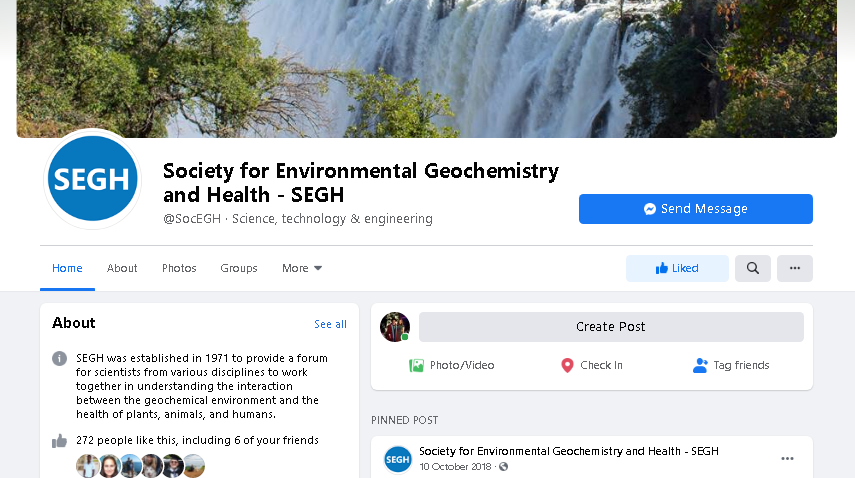 SEGH
Society for Environmental Geochemistry
and Health - SEGH
@SocEGH · Science, technology & engineering
Send Message
Home About Photos Groups More
Liked
About See all
SEGH was established in 1971 to provide a forum
for scientists from various disciplines to work
together in understanding the interaction
between the geochemical environment and the
health of plants, animals, and humans.
272 people like this, including 6 of your friends
Create Post
Photo/Video Check In Tag friends
PINNED POST
SEGH
Society for Environmental Geochemistry and Health - SEGH
10 October 2018 ·